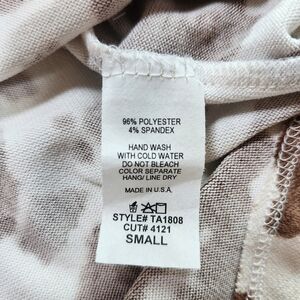 96% POLYESTER
4% SPANDEX
HAND WASH
WITH COLD WATER
DO NOT BLEACH
COLOR SEPARATE
HANG/ LINE DRY
MADE IN U.S.A.
STYLE# TA1808
CUT# 4121
SMALL